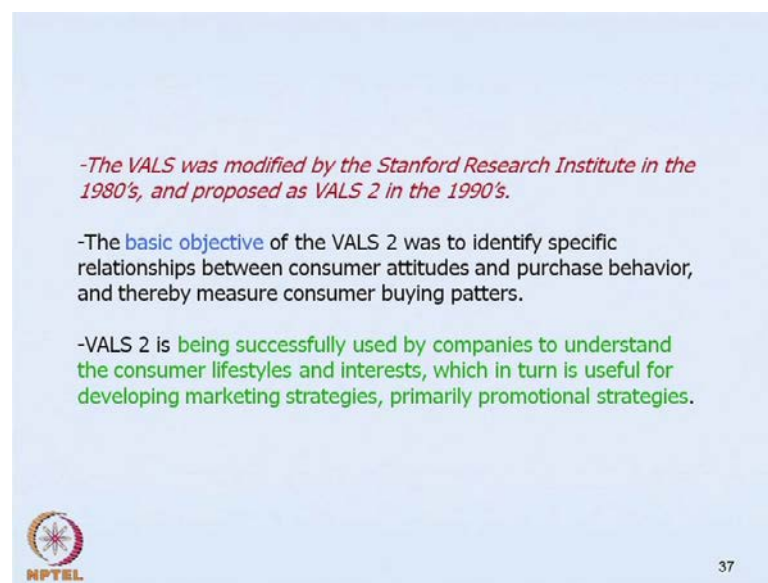 -The VALS was modified by the Stanford Research Institute in the
1980's, and proposed as VALS 2 in the 1990's.
-The basic objective of the VALS 2 was to identify specific
relationships between consumer attitudes and purchase behavior,
and thereby measure consumer buying patters.
-VALS 2 is being successfully used by companies to understand
the consumer lifestyles and interests, which in turn is useful for
developing marketing strategies, primarily promotional strategies.
NPTEL
37